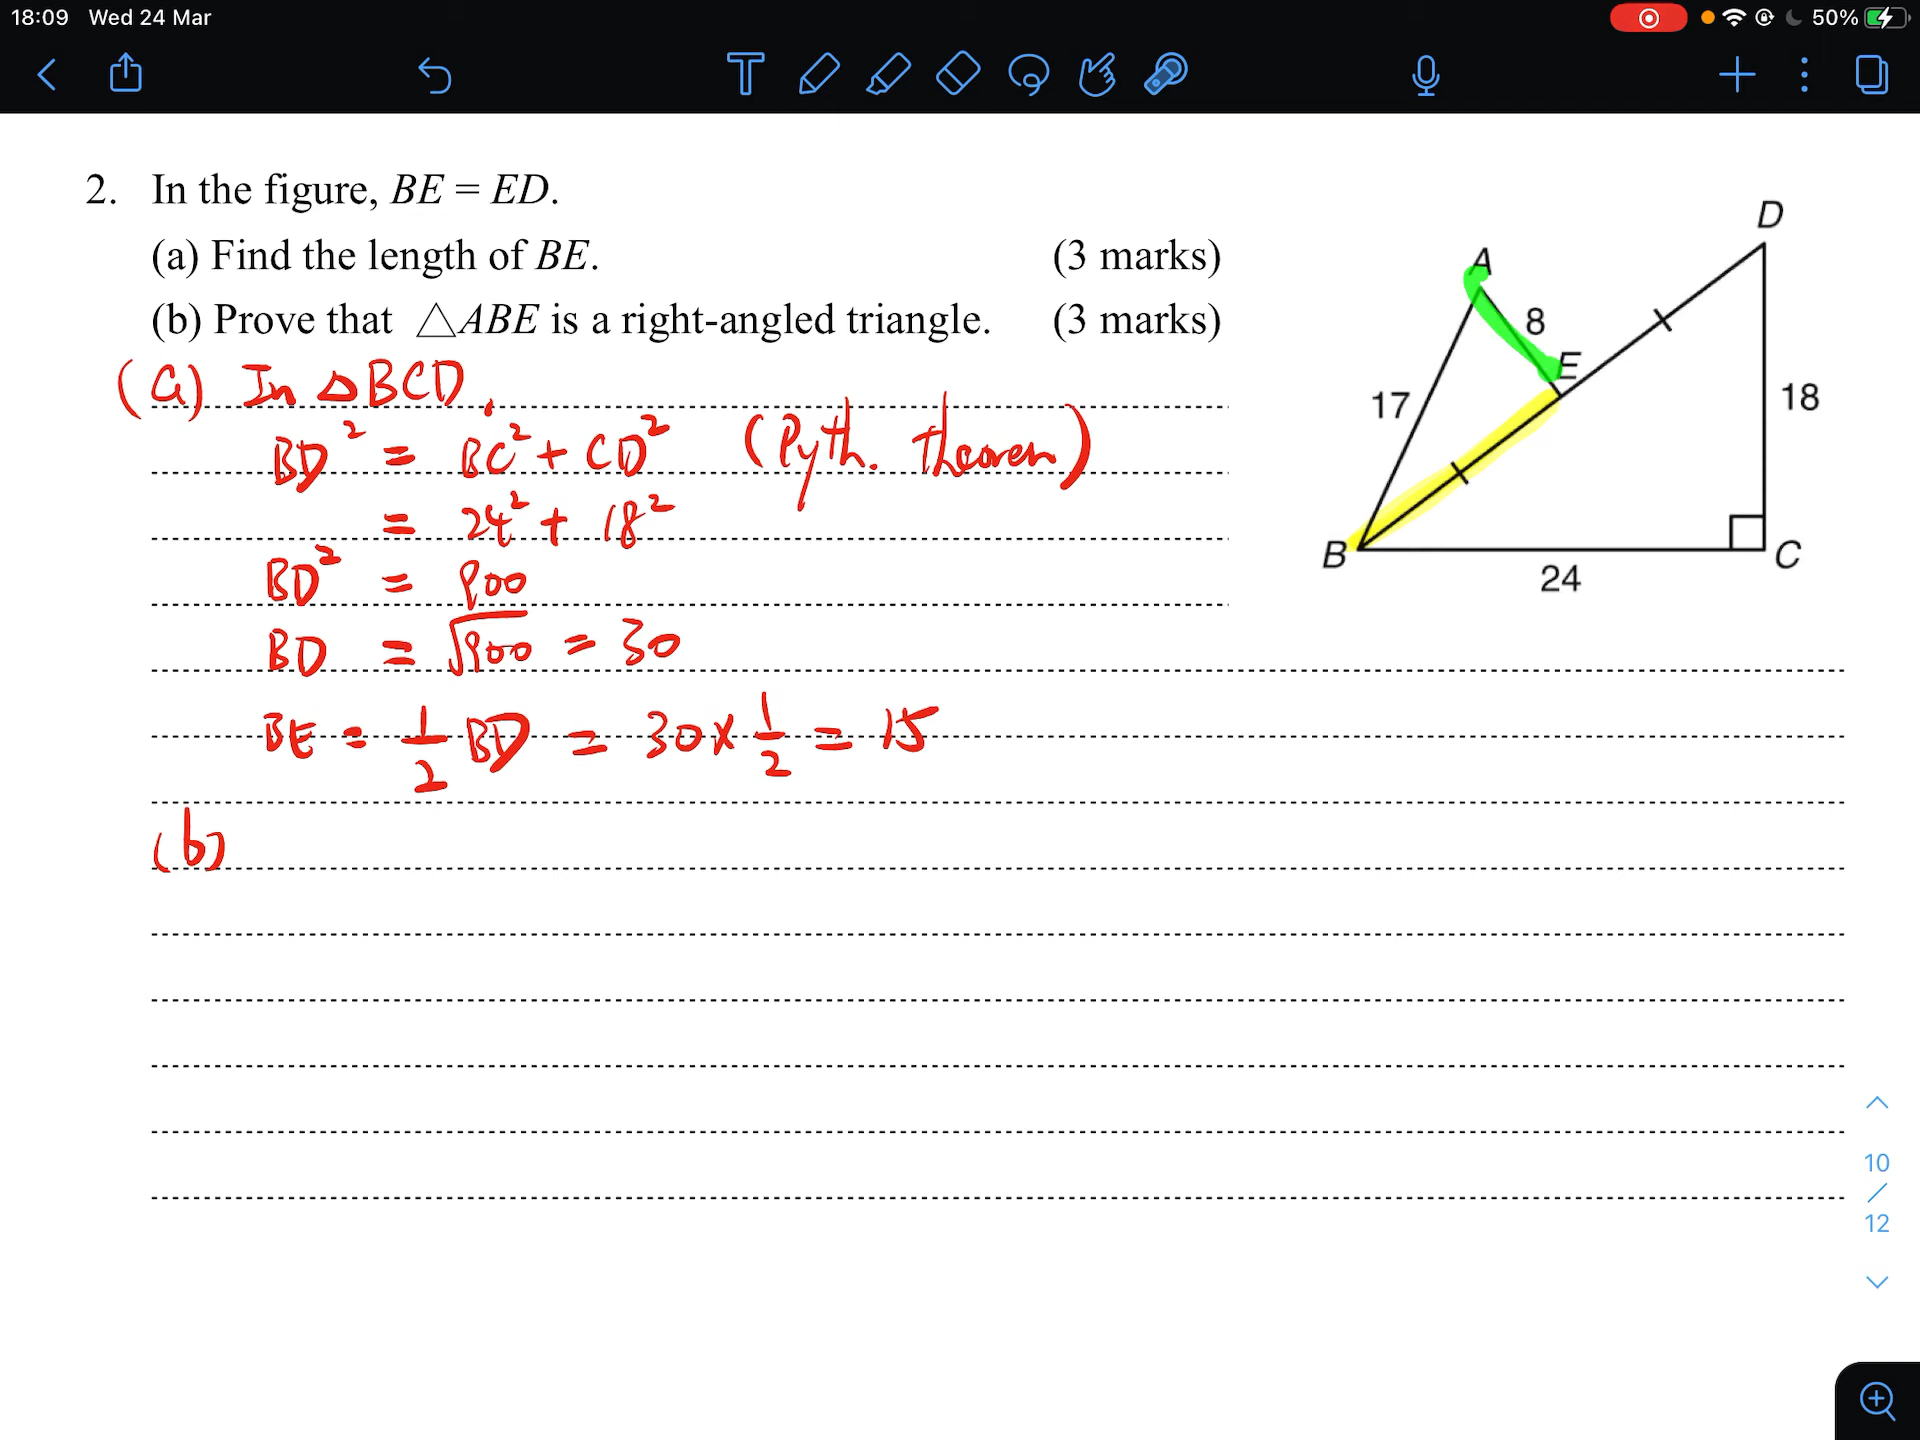 18:09 Wed 24 Mar
50%
2. In the figure, BE = ED.
(a) Find the length of BE. (3 marks)
(b) Prove that △ABE is a right-angled triangle. (3 marks)
D
A
8
E
17
18
B
C
24
(a) In △BCD,
BD² = BC² + CD² (Pyth. theorem)
= 24² + 18²
BD² = 900
BD = √900 = 30
BE = 1/2 BD = 30 × 1/2 = 15
(b)
10
/
12